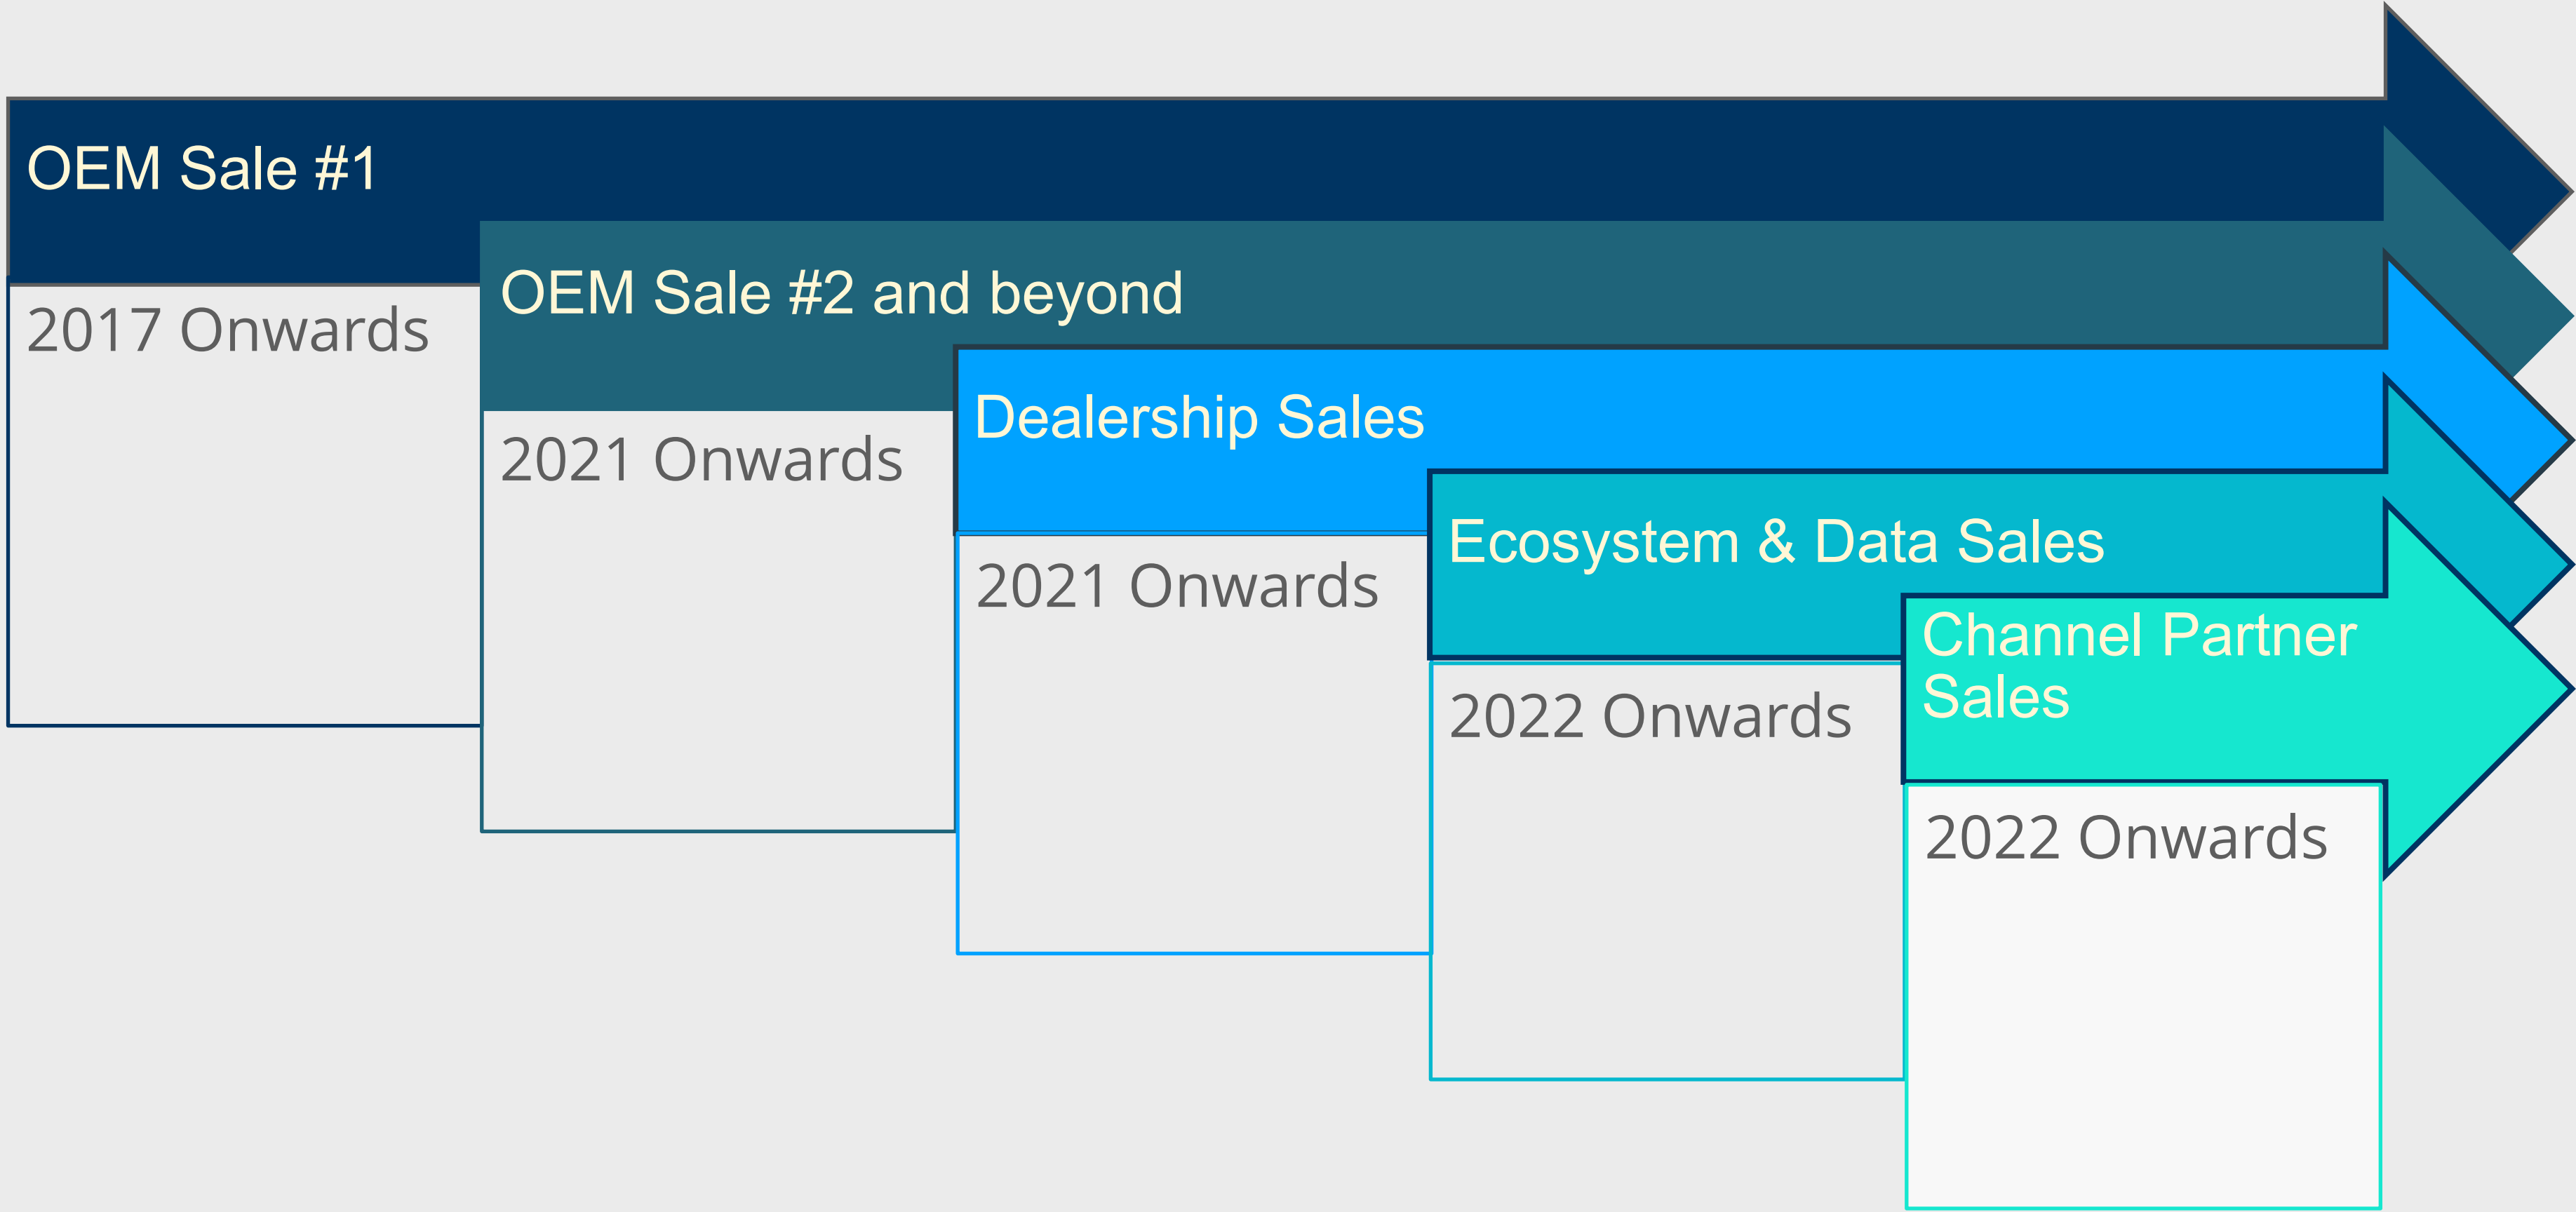 OEM Sale #1
2017 Onwards
OEM Sale #2 and beyond
2021 Onwards
Dealership Sales
2021 Onwards
Ecosystem & Data Sales
2022 Onwards
Channel Partner
Sales
2022 Onwards